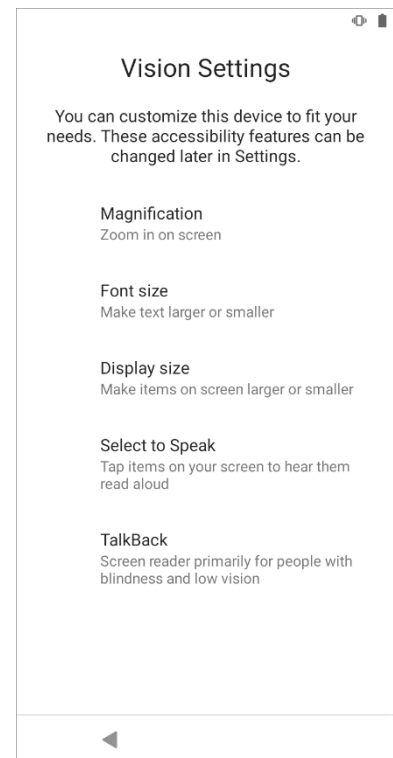 Vision Settings
You can customize this device to fit your
needs. These accessibility features can be
changed later in Settings.
Magnification
Zoom in on screen
Font size
Make text larger or smaller
Display size
Make items on screen larger or smaller
Select to Speak
Tap items on your screen to hear them
read aloud
TalkBack
Screen reader primarily for people with
blindness and low vision